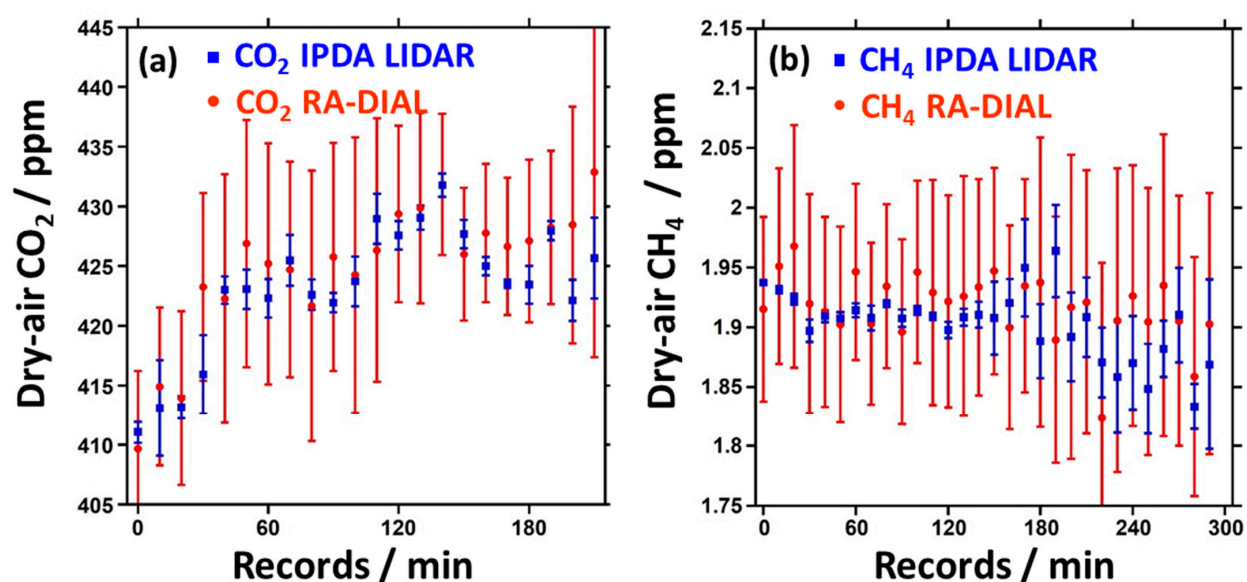 (a)
CO₂ IPDA LIDAR
CO₂ RA-DIAL
Dry-air CO₂ / ppm
445
440
435
430
425
420
415
410
405
0 60 120 180
Records / min
(b)
CH₄ IPDA LIDAR
CH₄ RA-DIAL
Dry-air CH₄ / ppm
2.15
2.1
2.05
2
1.95
1.9
1.85
1.8
1.75
0 60 120 180 240 300
Records / min